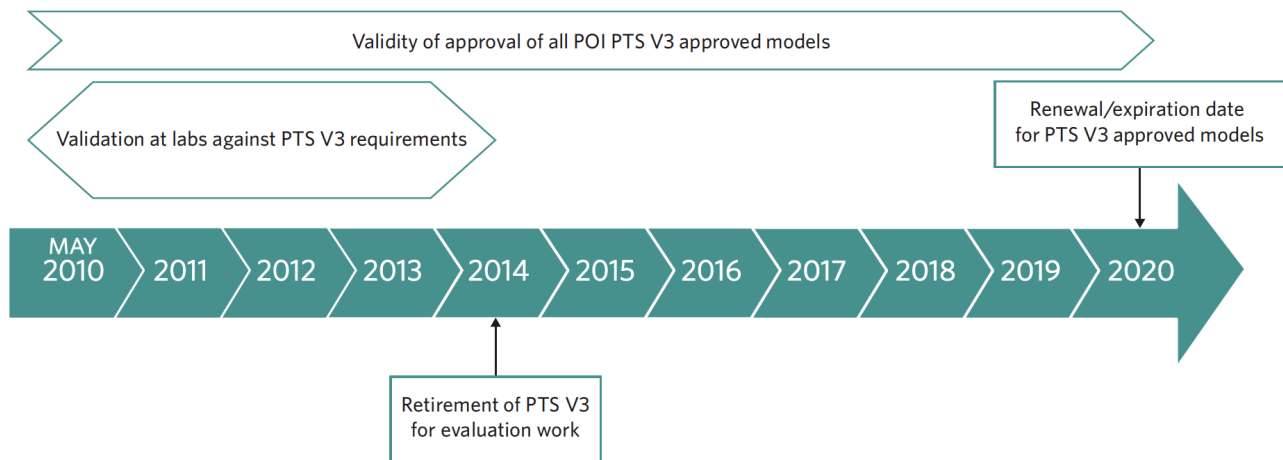 Validity of approval of all POI PTS V3 approved models
Validation at labs against PTS V3 requirements
Renewal/expiration date
for PTS V3 approved models
MAY
2010
2011
2012
2013
2014
2015
2016
2017
2018
2019
2020
Retirement of PTS V3
for evaluation work